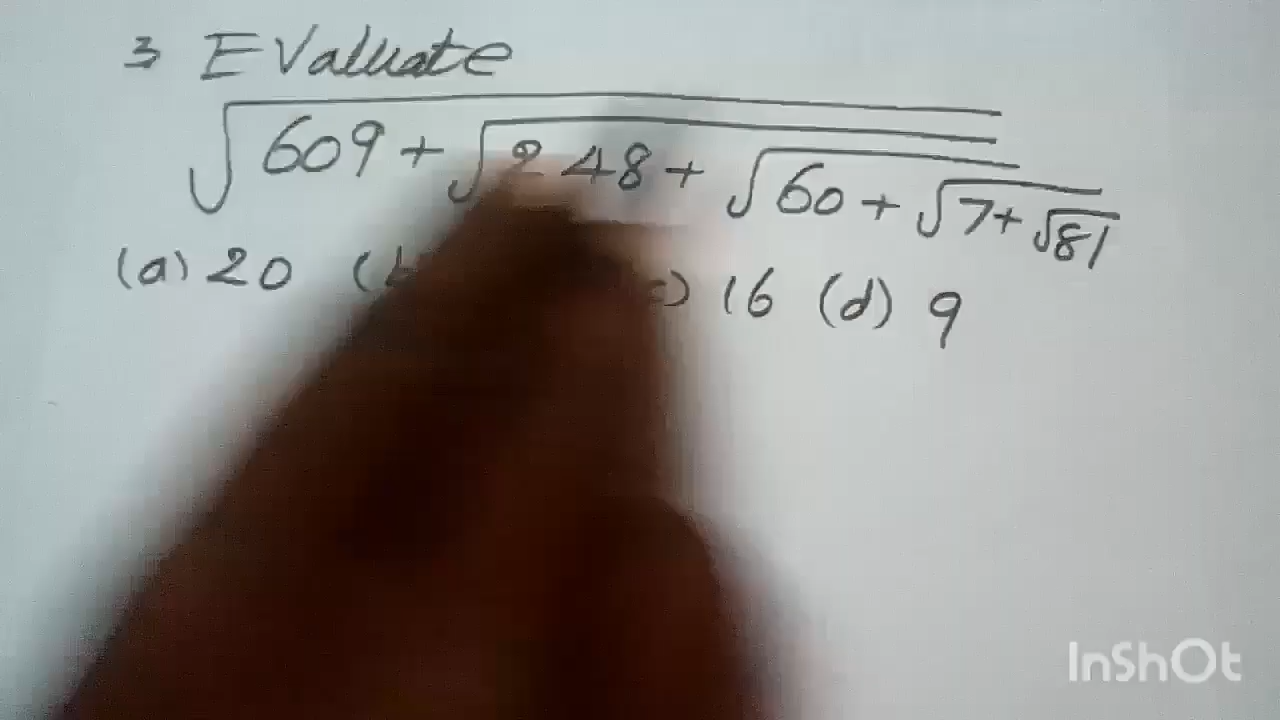 3 Evaluate
√609 + √248 + √60 + √7 + √81
(a) 20 (b c) 16 (d) 9
InShOt